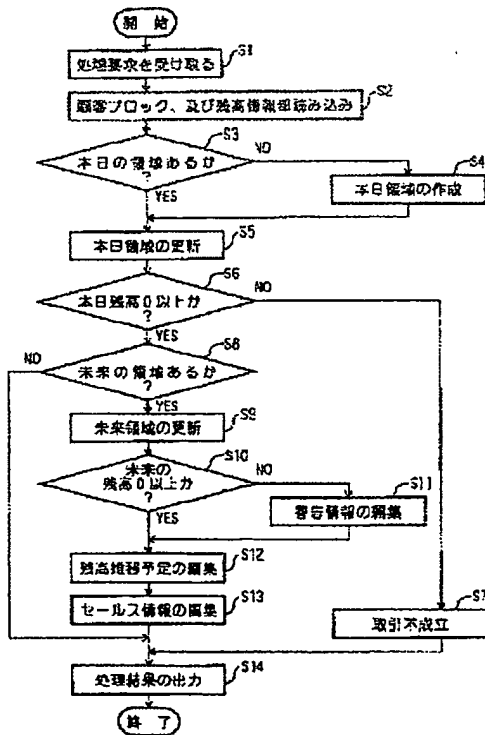 開始
S1
処理要求を受け取る
S2
顧客ブロック、及び残高情報部読み込み
S3
本日の領域あるか
?
NO
YES
S4
本日領域の作成
S5
本日領域の更新
S6
本日残高0以上か
?
NO
YES
S8
未来の領域あるか
?
NO
YES
S9
未来領域の更新
S10
未来の
残高0以上か
?
NO
YES
S11
警告情報の編集
S12
残高推移予定の編集
S13
セールス情報の編集
S7
取引不成立
S14
処理結果の出力
終了